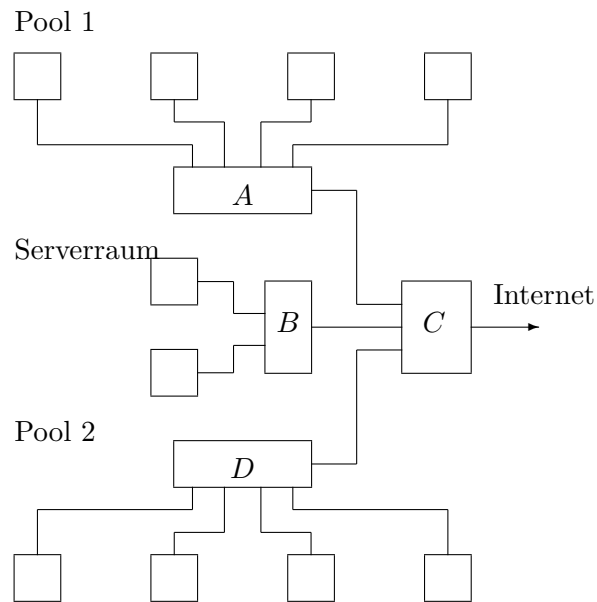 Pool 1
A
Serverraum
B
C
Internet
Pool 2
D